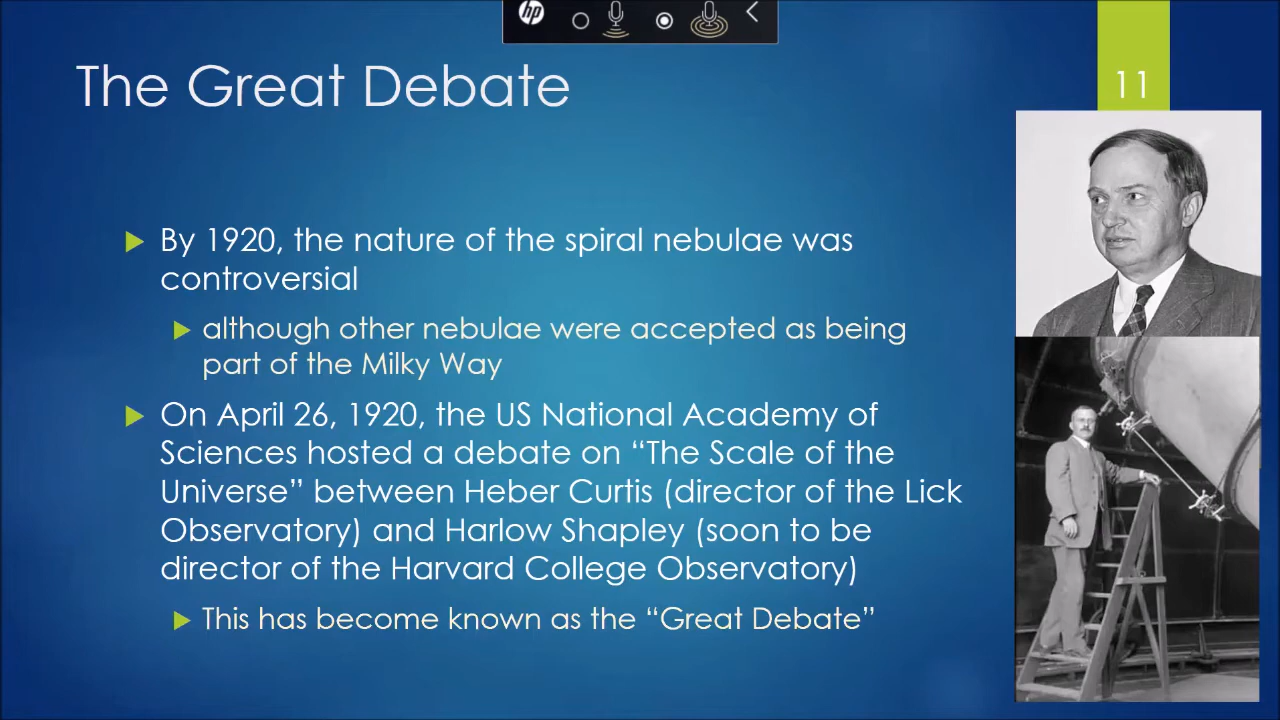 hp
The Great Debate
11
By 1920, the nature of the spiral nebulae was
controversial
although other nebulae were accepted as being
part of the Milky Way
On April 26, 1920, the US National Academy of
Sciences hosted a debate on “The Scale of the
Universe” between Heber Curtis (director of the Lick
Observatory) and Harlow Shapley (soon to be
director of the Harvard College Observatory)
This has become known as the “Great Debate”